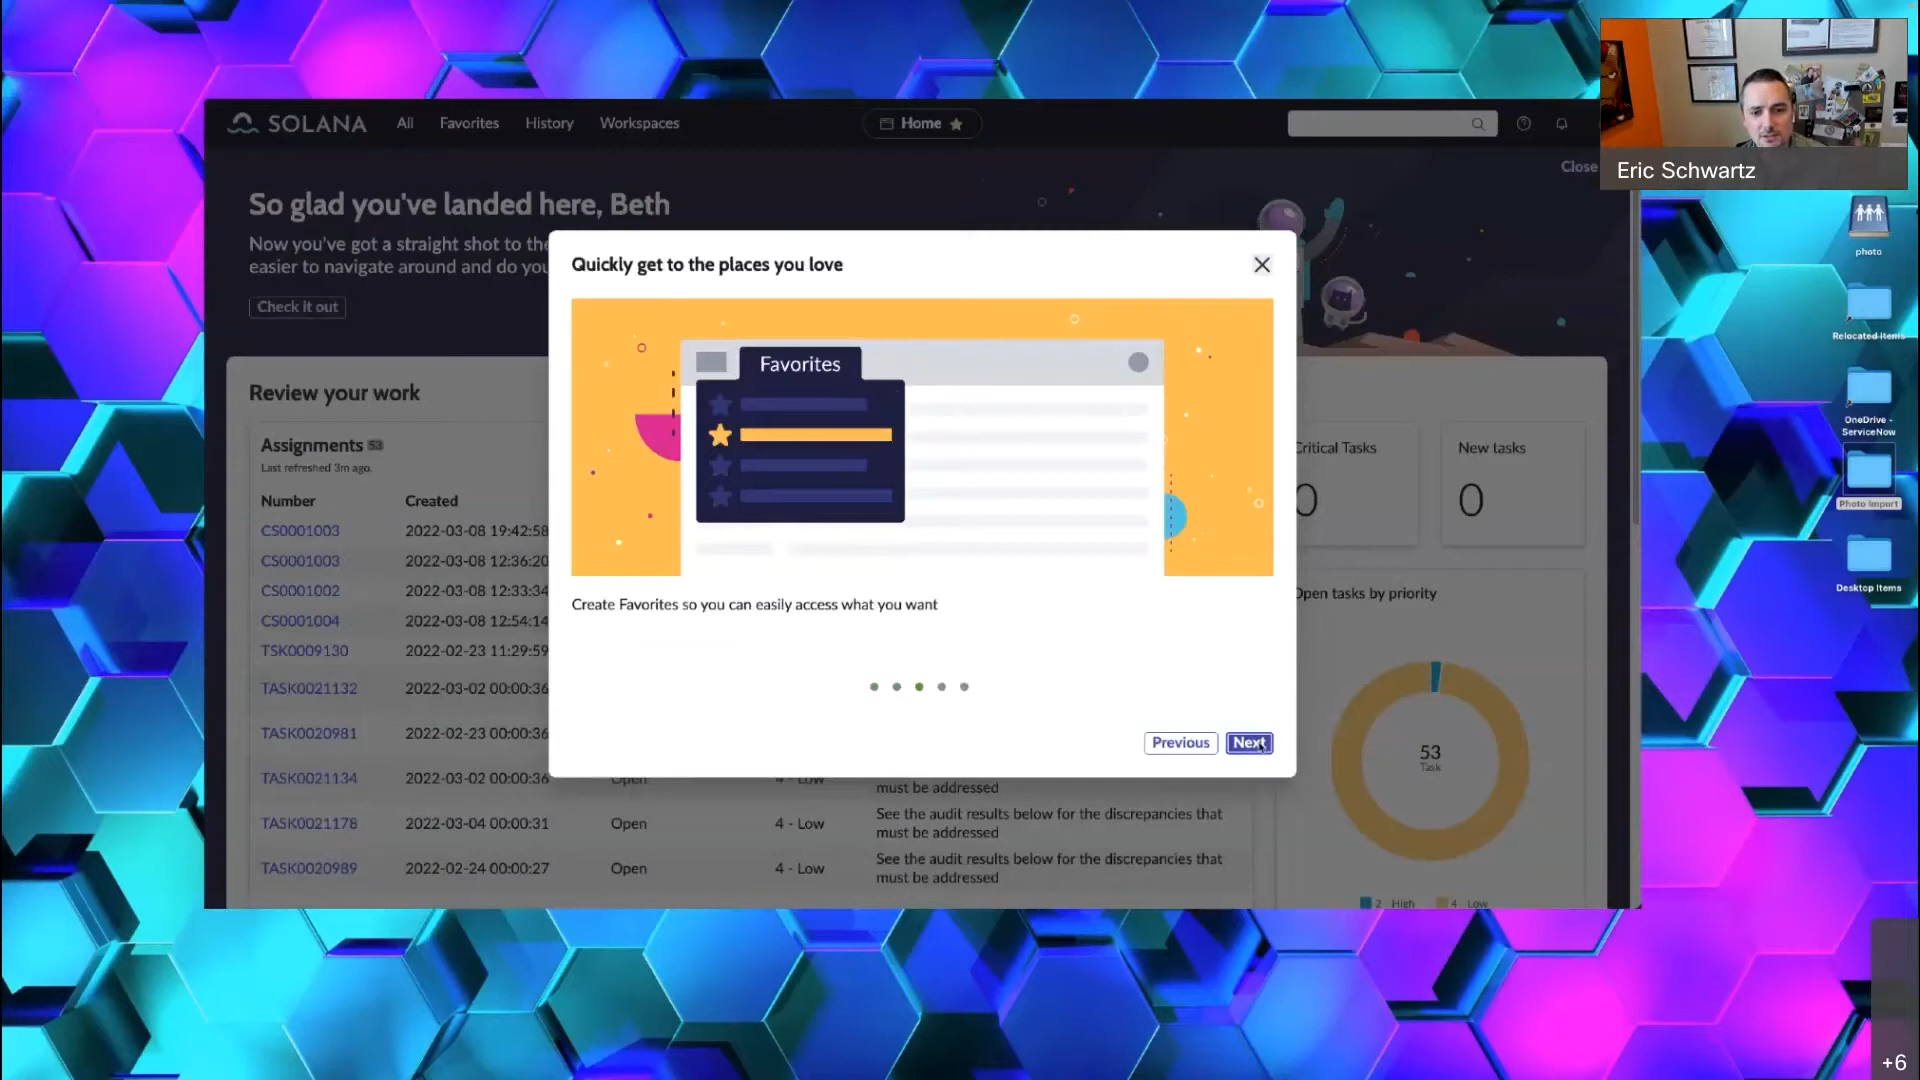 SOLANA
All
Favorites
History
Workspaces
Home
Close
Eric Schwartz
So glad you've landed here, Beth
Now you've got a straight shot to the
easier to navigate around and do you
Check it out
Quickly get to the places you love
Favorites
Create Favorites so you can easily access what you want
Previous
Next
Review your work
Assignments 53
Last refreshed 3m ago.
Number Created
CS0001003 2022-03-08 19:42:58
CS0001003 2022-03-08 12:36:20
CS0001002 2022-03-08 12:33:34
CS0001004 2022-03-08 12:54:14
TSK0009130 2022-02-23 11:29:59
TASK0021132 2022-03-02 00:00:36
TASK0020981 2022-02-23 00:00:36
TASK0021134 2022-03-02 00:00:36 Open 4 - Low
must be addressed
TASK0021178 2022-03-04 00:00:31 Open 4 - Low See the audit results below for the discrepancies that
must be addressed
TASK0020989 2022-02-24 00:00:27 Open 4 - Low See the audit results below for the discrepancies that
must be addressed
Critical Tasks
0
New tasks
0
Open tasks by priority
53
Task
2 - High 4 - Low
photo
Relocated Items
OneDrive -
ServiceNow
Photo Import
Desktop Items
+6